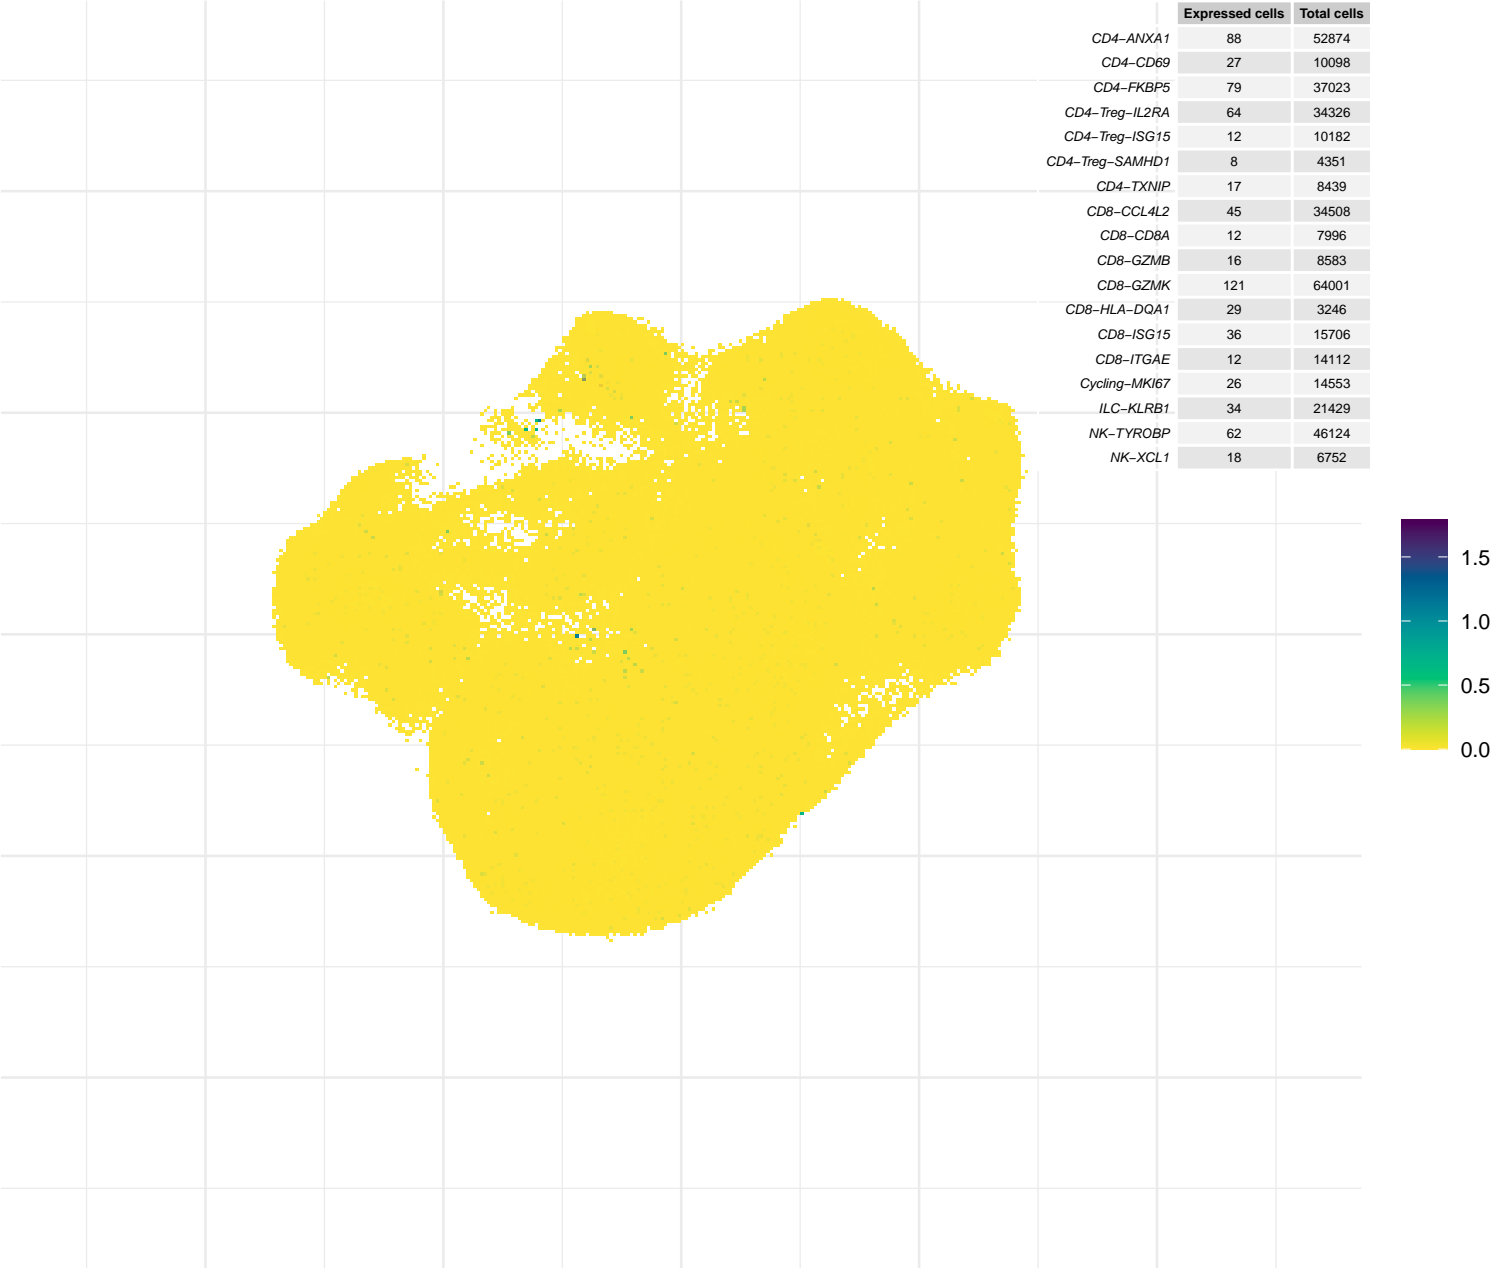 Expressed cells Total cells
CD4−ANXA1 88 52874
CD4−CD69 27 10098
CD4−FKBP5 79 37023
CD4−Treg−IL2RA 64 34326
CD4−Treg−ISG15 12 10182
CD4−Treg−SAMHD1 8 4351
CD4−TXNIP 17 8439
CD8−CCL4L2 45 34508
CD8−CD8A 12 7996
CD8−GZMB 16 8583
CD8−GZMK 121 64001
CD8−HLA−DQA1 29 3246
CD8−ISG15 36 15706
CD8−ITGAE 12 14112
Cycling−MKI67 26 14553
ILC−KLRB1 34 21429
NK−TYROBP 62 46124
NK−XCL1 18 6752
1.5
1.0
0.5
0.0